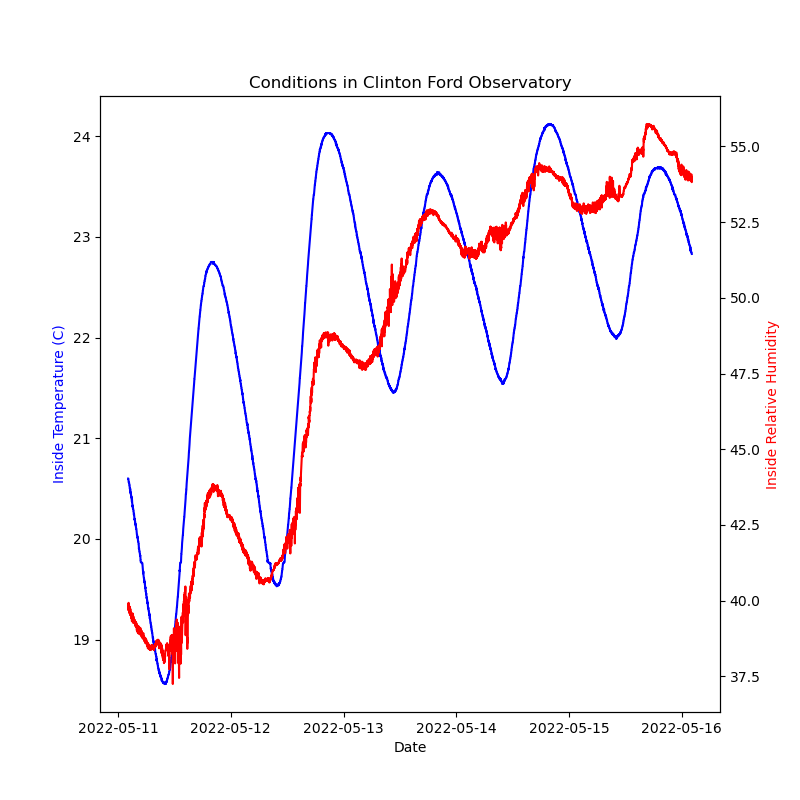 Conditions in Clinton Ford Observatory
24
23
22
21
20
19
Inside Temperature (C)
55.0
52.5
50.0
47.5
45.0
42.5
40.0
37.5
Inside Relative Humidity
2022-05-11 2022-05-12 2022-05-13 2022-05-14 2022-05-15 2022-05-16
Date